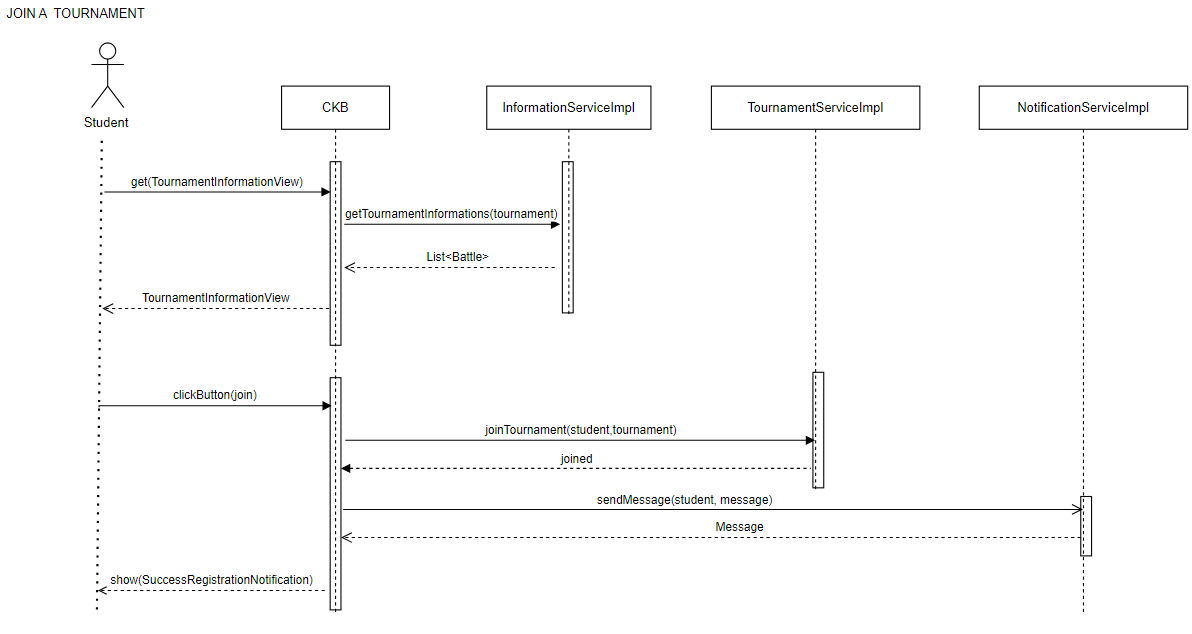 JOIN A  TOURNAMENT
Student
CKB
InformationServiceImpl
TournamentServiceImpl
NotificationServiceImpl
get(TournamentInformationView)
getTournamentInformations(tournament)
List<Battle>
TournamentInformationView
clickButton(join)
joinTournament(student,tournament)
joined
sendMessage(student, message)
Message
show(SuccessRegistrationNotification)